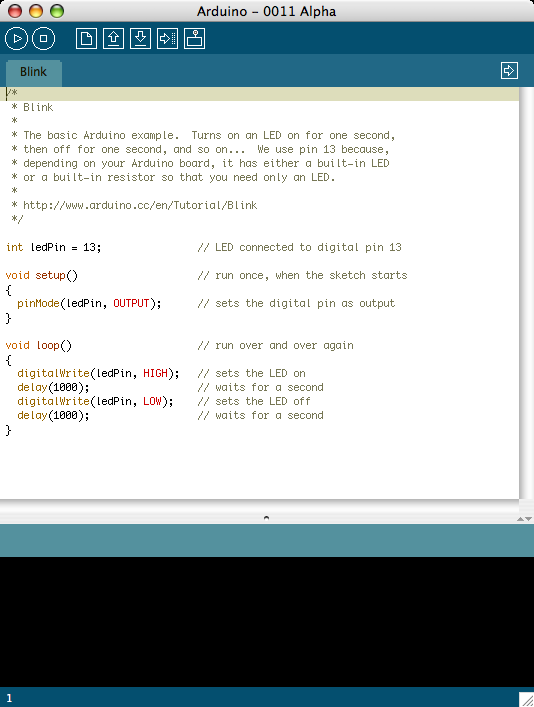 Arduino - 0011 Alpha
Blink
/*
 * Blink
 *
 * The basic Arduino example.  Turns on an LED on for one second,
 * then off for one second, and so on...  We use pin 13 because,
 * depending on your Arduino board, it has either a built-in LED
 * or a built-in resistor so that you need only an LED.
 *
 * http://www.arduino.cc/en/Tutorial/Blink
 */

int ledPin = 13;                // LED connected to digital pin 13

void setup()                    // run once, when the sketch starts
{
  pinMode(ledPin, OUTPUT);      // sets the digital pin as output
}

void loop()                     // run over and over again
{
  digitalWrite(ledPin, HIGH);   // sets the LED on
  delay(1000);                  // waits for a second
  digitalWrite(ledPin, LOW);    // sets the LED off
  delay(1000);                  // waits for a second
}
1